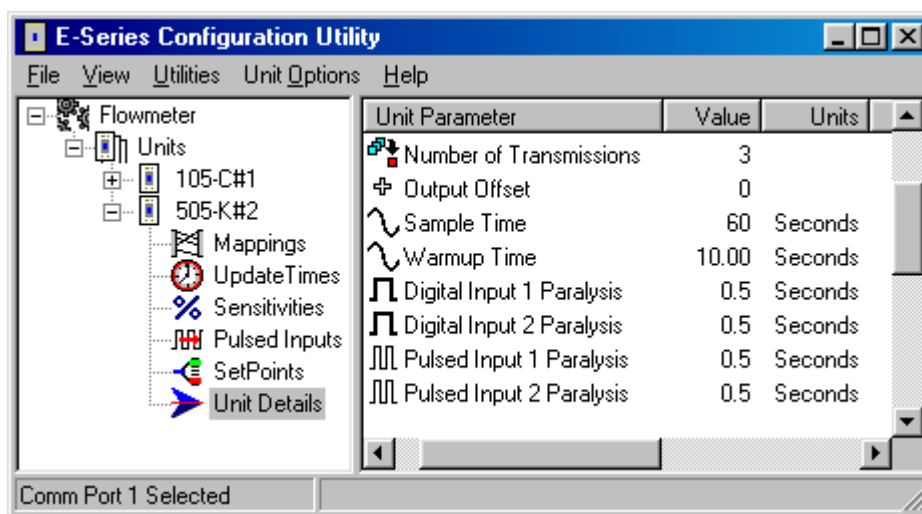 E-Series Configuration Utility
File View Utilities Unit Options Help
Flowmeter
Units
105-C#1
505-K#2
Mappings
UpdateTimes
Sensitivities
Pulsed Inputs
SetPoints
Unit Details
Unit Parameter Value Units
Number of Transmissions 3
Output Offset 0
Sample Time 60 Seconds
Warmup Time 10.00 Seconds
Digital Input 1 Paralysis 0.5 Seconds
Digital Input 2 Paralysis 0.5 Seconds
Pulsed Input 1 Paralysis 0.5 Seconds
Pulsed Input 2 Paralysis 0.5 Seconds
Comm Port 1 Selected